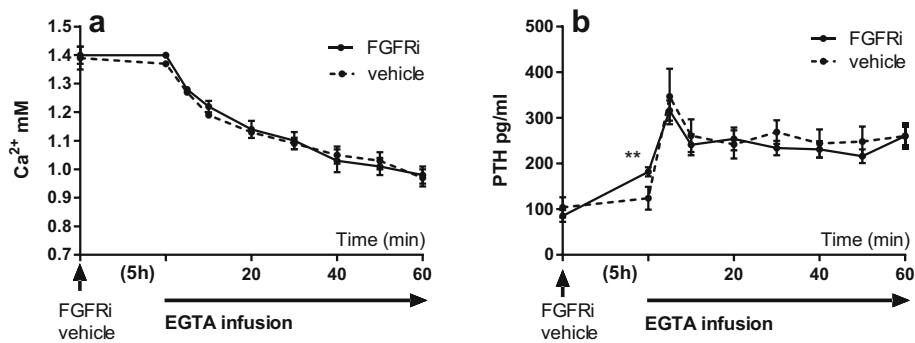 a
FGFRi
vehicle
Ca2+ mM
1.5
1.4
1.3
1.2
1.1
1.0
0.9
0.8
0.7
Time (min)
(5h)
20
40
60
FGFRi
vehicle
EGTA infusion
b
FGFRi
vehicle
PTH pg/ml
500
400
300
200
100
0
**
Time (min)
(5h)
20
40
60
FGFRi
vehicle
EGTA infusion